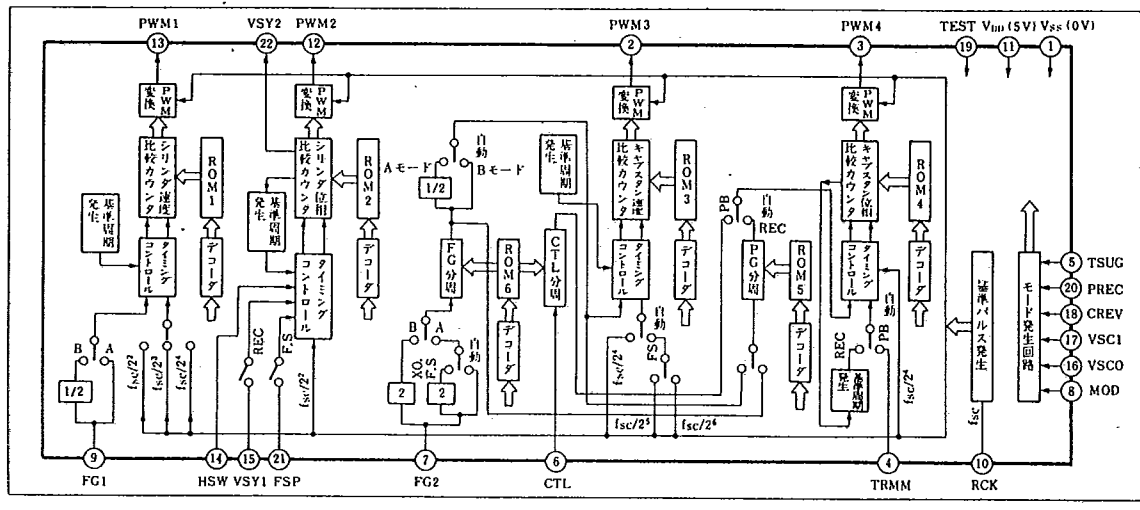 PWM1
VSY2
PWM2
PWM3
PWM4
TEST
VDD (5V)
VSS (0V)
13
22
12
2
3
19
11
1
PWM
変換
PWM
変換
PWM
変換
PWM
変換
シリンダ速度
比較カウンタ
ROM1
シリンダ位相
比較カウンタ
ROM2
Aモード
自動
Bモード
1/2
基準周期
発生
キャプスタン速度
比較カウンタ
ROM3
キャプスタン位相
比較カウンタ
ROM4
基準周期
発生
基準周期
発生
PB
自動
REC
タイミング
コントロール
デコーダ
タイミング
コントロール
デコーダ
FG分周
ROM6
CTL分周
タイミング
コントロール
デコーダ
PG分周
ROM5
タイミング
コントロール
デコーダ
基準パルス発生
モード発生回路
5
TSUG
20
PREC
18
CREV
17
VSC1
16
VSCO
8
MOD
B
A
1/2
fsc/2²
fsc/2³
fsc/2⁴
REC
F.S
fsc/2²
B
A
X0.
F.S
自動
2
2
デコーダ
自動
FS
fsc/2⁴
fsc/2⁵
fsc/2⁶
デコーダ
自動
REC
PB
基準周期
発生
fsc/2⁴
fsc
9
14
15
21
7
6
4
10
FG1
HSW
VSY1
FSP
FG2
CTL
TRMM
RCK